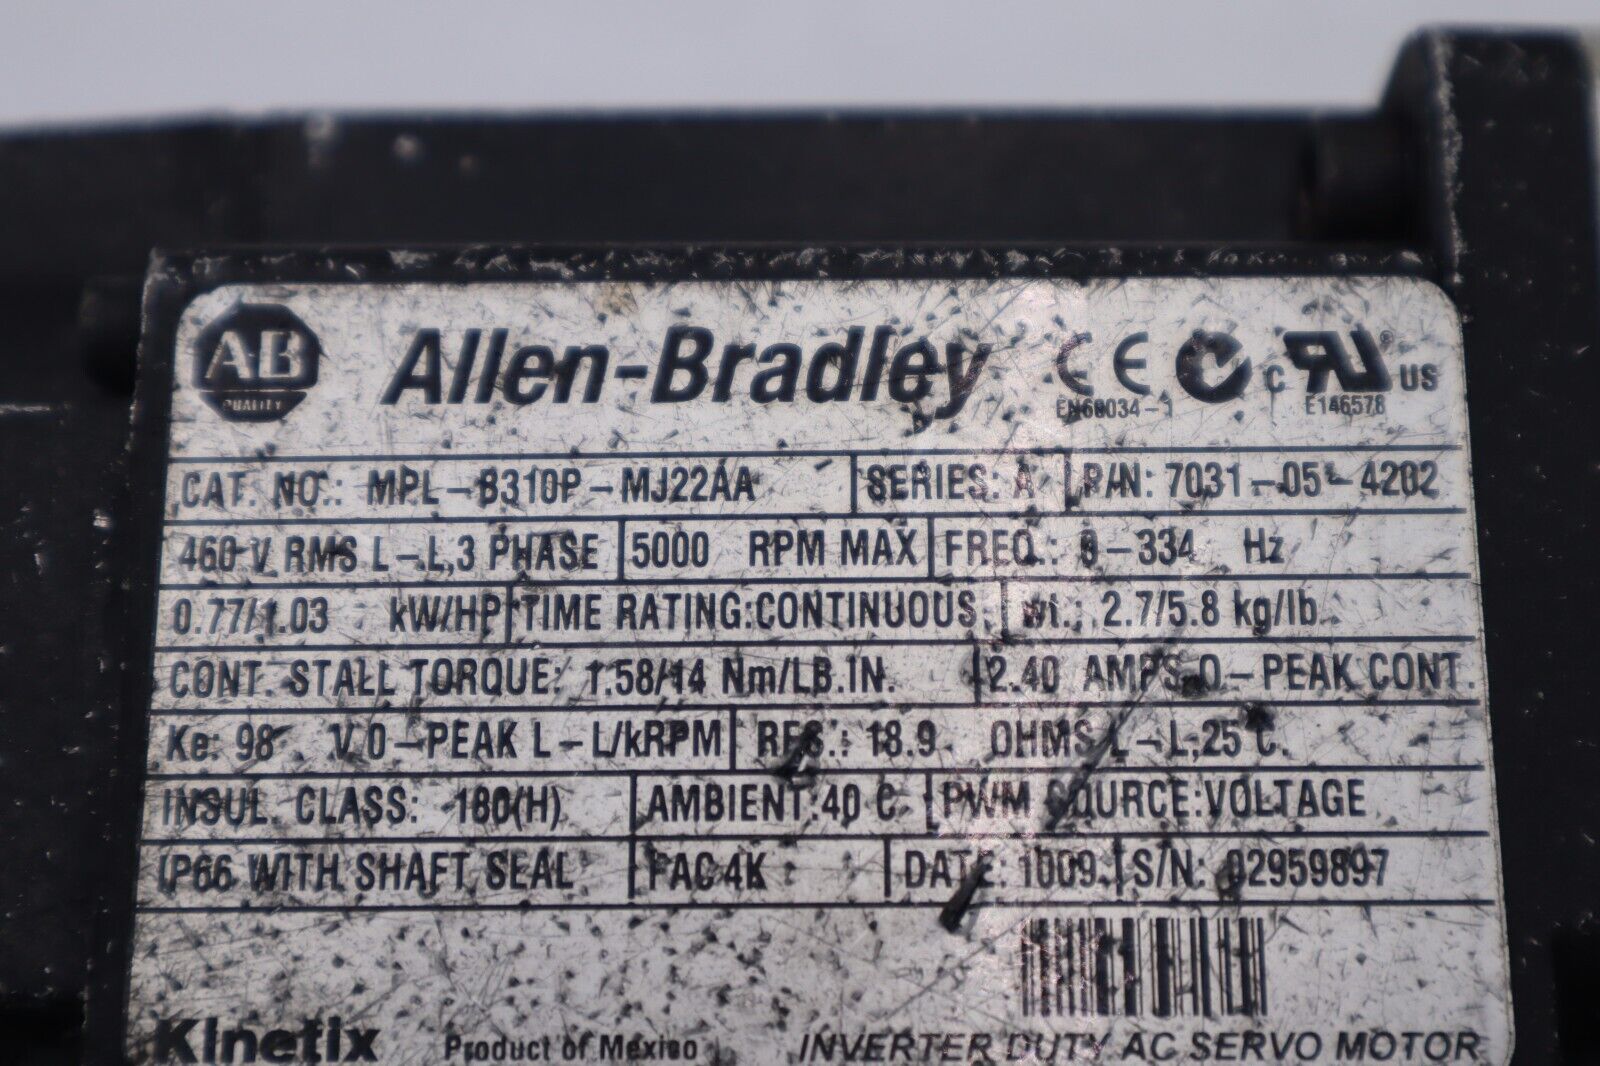 AB QUALITY Allen-Bradley CE EN60034-1 C RU ® US E146578
CAT. NO.: MPL-B310P-MJ22AA SERIES: A P/N: 7031-05-4202
460 V RMS L-L,3 PHASE 5000 RPM MAX FREQ.: 0-334 Hz
0.77/1.03 kW/HP TIME RATING:CONTINUOUS wt.: 2.7/5.8 kg/lb.
CONT. STALL TORQUE: 1.58/14 Nm/LB.IN. 2.40 AMPS O-PEAK CONT.
Ke: 98 V 0-PEAK L-L/kRPM RES.: 18.9 OHMS L-L,25 C.
INSUL. CLASS: 180(H) AMBIENT:40 C PWM SOURCE:VOLTAGE
IP66 WITH SHAFT SEAL FAC 4K DATE: 1009 S/N: 02959897
Kinetix Product of Mexico INVERTER DUTY AC SERVO MOTOR